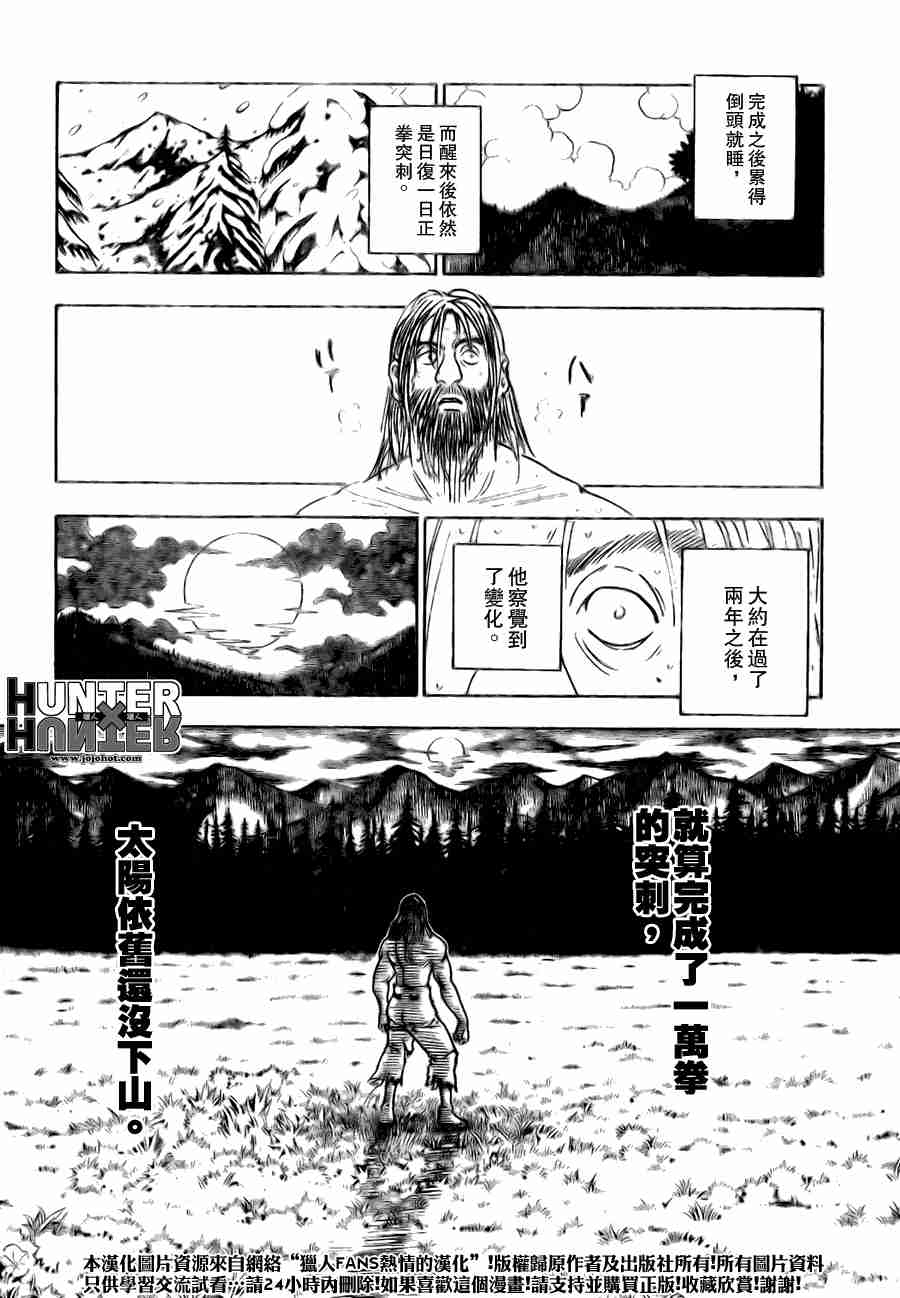 完成之後累得
倒頭就睡，
而醒來後依然
是日復一日正
拳突刺。
ハァ
ハァ
大約在過了
兩年之後，
他察覺到
了變化。
就算完成了一萬拳
的突刺，
太陽依舊還沒下山。
HUNTER
HUNTER
獵人
獵人
www.jojohot.com
本漢化圖片資源來自網絡“獵人FANS熱情的漢化”!版權歸原作者及出版社所有!所有圖片資料
只供學習交流試看…請24小時內刪除!如果喜歡這個漫畫!請支持並購買正版!收藏欣賞!謝謝!